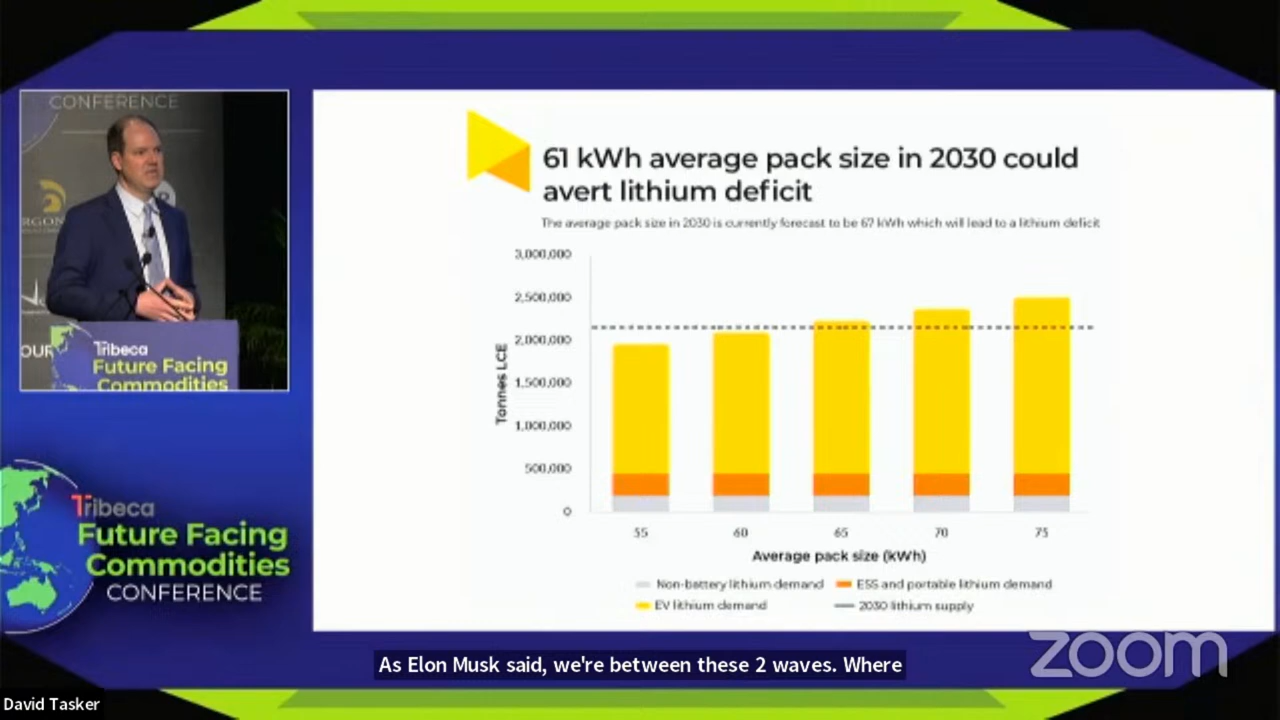 CONFERENCE
RGON
OUR
Tribeca
Future Facing
Commodities
Tribeca
Future Facing
Commodities
CONFERENCE
61 kWh average pack size in 2030 could
avert lithium deficit
The average pack size in 2030 is currently forecast to be 67 kWh which will lead to a lithium deficit
3,000,000
2,500,000
2,000,000
1,500,000
1,000,000
500,000
0
Tonnes LCE
55 60 65 70 75
Average pack size (kWh)
Non-battery lithium demand ESS and portable lithium demand
EV lithium demand 2030 lithium supply
zoom
As Elon Musk said, we're between these 2 waves. Where
David Tasker